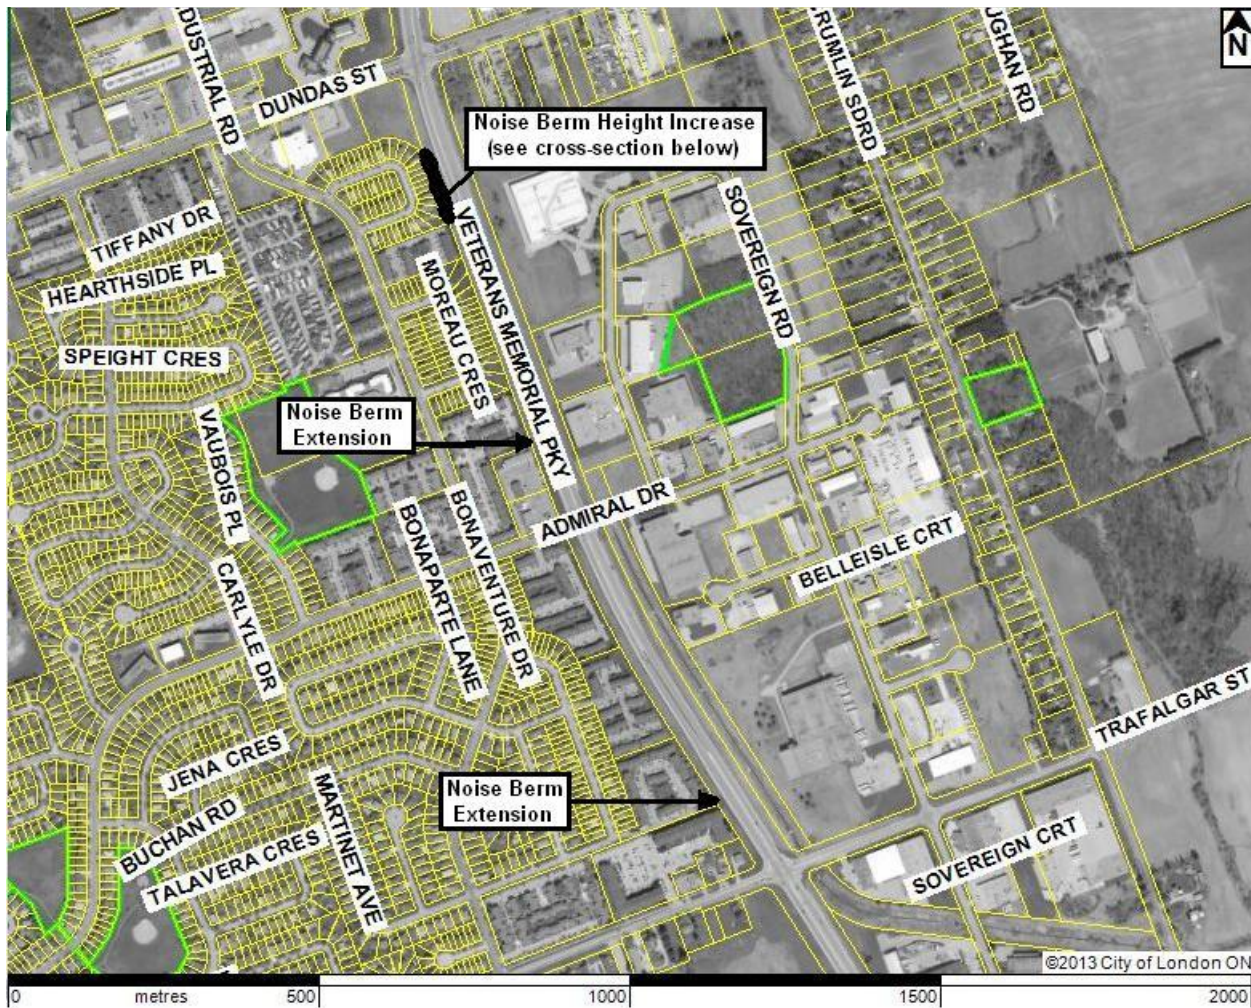 DUSTRIAL RD
DUNDAS ST
RUMLIN SDRD
UGHAN RD
N
Noise Berm Height Increase
(see cross-section below)
TIFFANY DR
HEARTHSIDE PL
SPEIGHT CRES
VAUBOIS PL
MOREAU CRES
VETERANS MEMORIAL PKY
SOVEREIGN RD
Noise Berm
Extension
ADMIRAL DR
BELLEISLE CRT
CARLYLE DR
BONAPARTE LANE
BONAVENTURE DR
TRAFALGAR ST
JENA CRES
BUCHAN RD
TALAVERA CRES
MARTINET AVE
Noise Berm
Extension
SOVEREIGN CRT
©2013 City of London ON
0 metres 500 1000 1500 2000